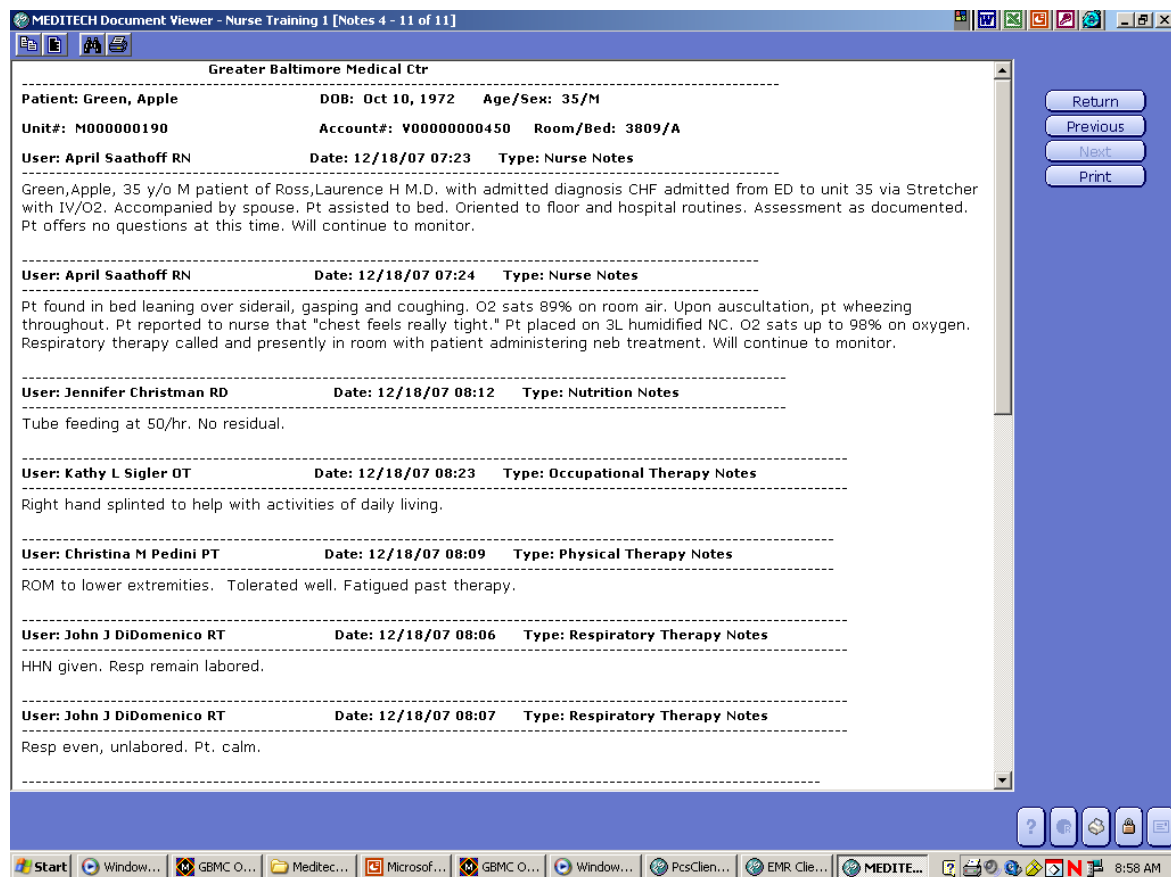 MEDITECH Document Viewer - Nurse Training 1 [Notes 4 - 11 of 11]
Greater Baltimore Medical Ctr
Patient: Green, Apple DOB: Oct 10, 1972 Age/Sex: 35/M
Unit#: M000000190 Account#: V00000000450 Room/Bed: 3809/A
User: April Saathoff RN Date: 12/18/07 07:23 Type: Nurse Notes
Green,Apple, 35 y/o M patient of Ross,Laurence H M.D. with admitted diagnosis CHF admitted from ED to unit 35 via Stretcher
with IV/O2. Accompanied by spouse. Pt assisted to bed. Oriented to floor and hospital routines. Assessment as documented.
Pt offers no questions at this time. Will continue to monitor.
User: April Saathoff RN Date: 12/18/07 07:24 Type: Nurse Notes
Pt found in bed leaning over siderail, gasping and coughing. O2 sats 89% on room air. Upon auscultation, pt wheezing
throughout. Pt reported to nurse that "chest feels really tight." Pt placed on 3L humidified NC. O2 sats up to 98% on oxygen.
Respiratory therapy called and presently in room with patient administering neb treatment. Will continue to monitor.
User: Jennifer Christman RD Date: 12/18/07 08:12 Type: Nutrition Notes
Tube feeding at 50/hr. No residual.
User: Kathy L Sigler OT Date: 12/18/07 08:23 Type: Occupational Therapy Notes
Right hand splinted to help with activities of daily living.
User: Christina M Pedini PT Date: 12/18/07 08:09 Type: Physical Therapy Notes
ROM to lower extremities. Tolerated well. Fatigued past therapy.
User: John J DiDomenico RT Date: 12/18/07 08:06 Type: Respiratory Therapy Notes
HHN given. Resp remain labored.
User: John J DiDomenico RT Date: 12/18/07 08:07 Type: Respiratory Therapy Notes
Resp even, unlabored. Pt. calm.
Return
Previous
Next
Print
Start Window... GBMC O... Meditec... Microsof... GBMC O... Window... PcsClien... EMR Clie... MEDITE... 8:58 AM